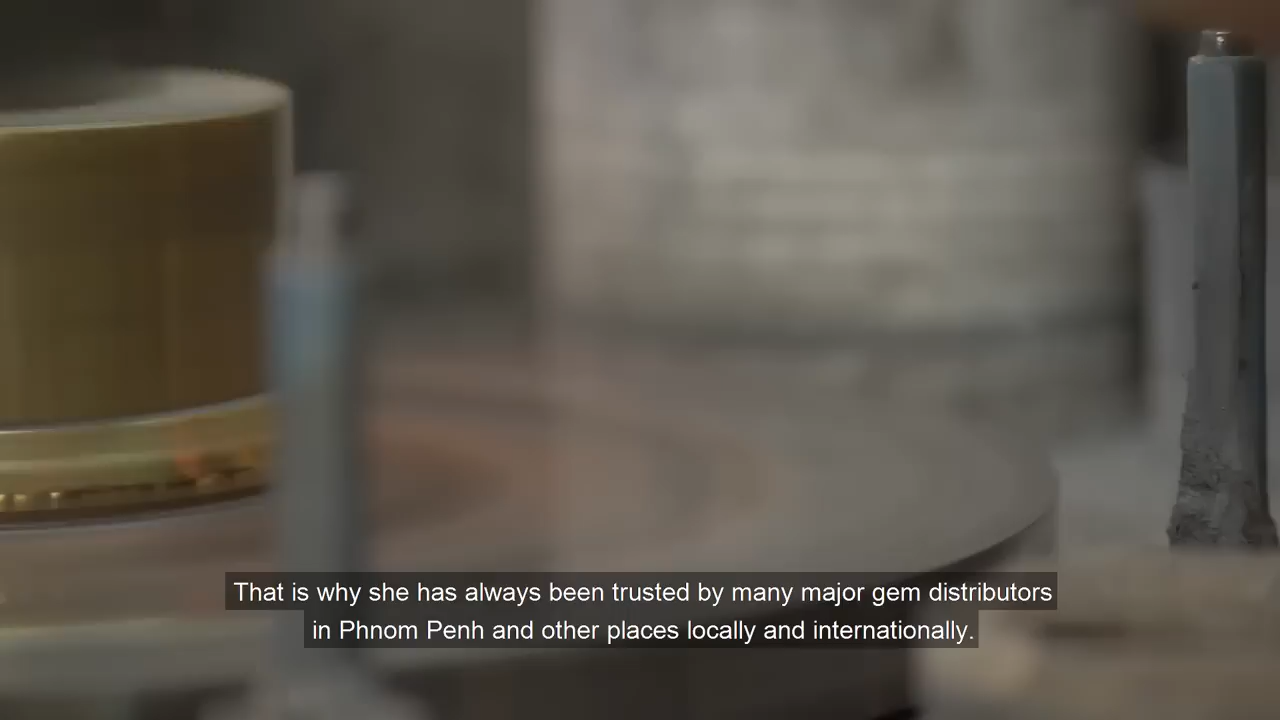 That is why she has always been trusted by many major gem distributors
in Phnom Penh and other places locally and internationally.